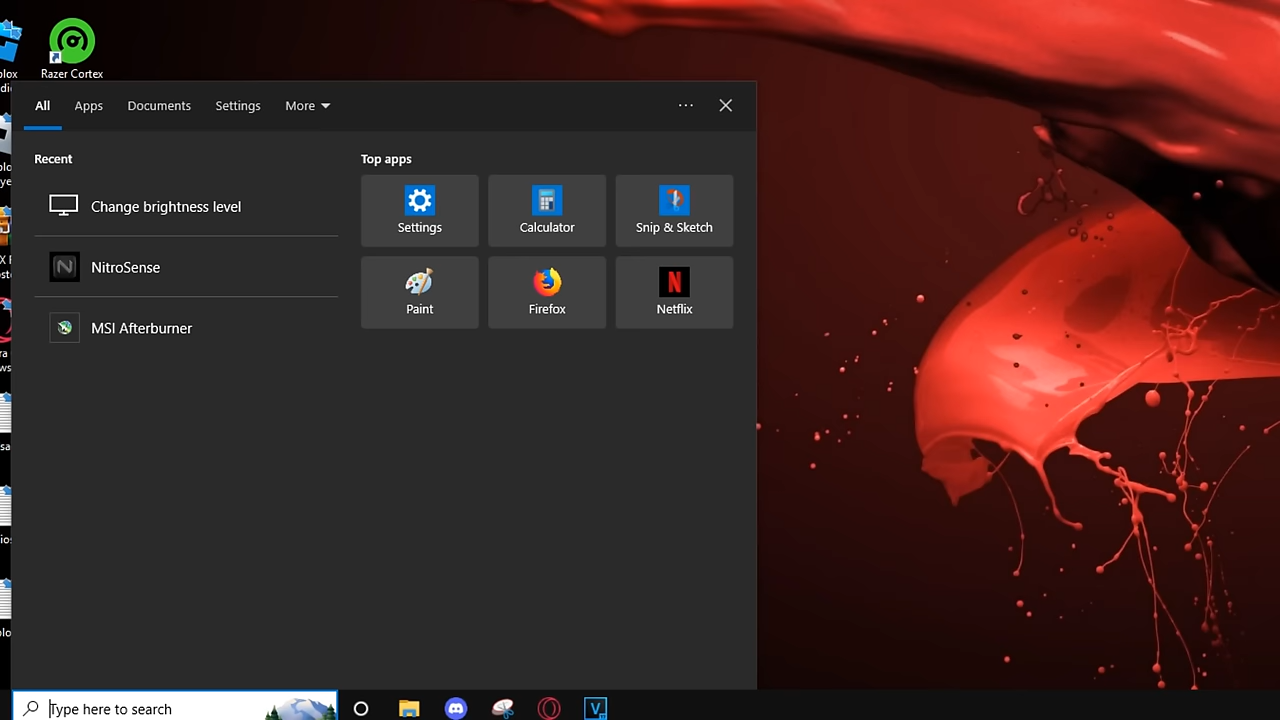 Razer Cortex
All Apps Documents Settings More
Recent
Top apps
Change brightness level
NitroSense
MSI Afterburner
Settings Calculator Snip & Sketch
Paint Firefox Netflix
Type here to search